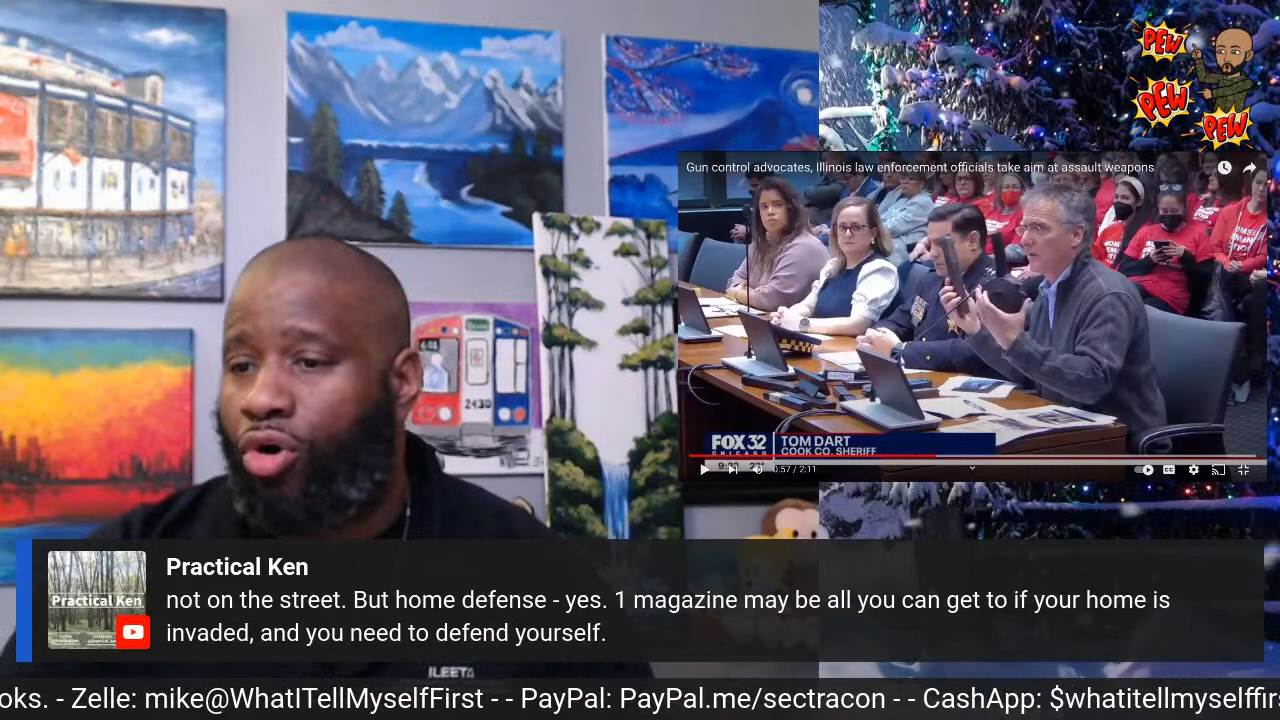 PEW
PEW
PEW
Gun control advocates, Illinois law enforcement officials take aim at assault weapons
2430
FOX 32
CHICAGO
TOM DART
COOK CO. SHERIFF
0:57 / 2:11
Practical Ken
Practical Ken
not on the street. But home defense - yes. 1 magazine may be all you can get to if your home is
invaded, and you need to defend yourself.
ILEETA
oks. - Zelle: mike@WhatITellMyselfFirst - - PayPal: PayPal.me/sectracon - - CashApp: $whatitellmyselffirs